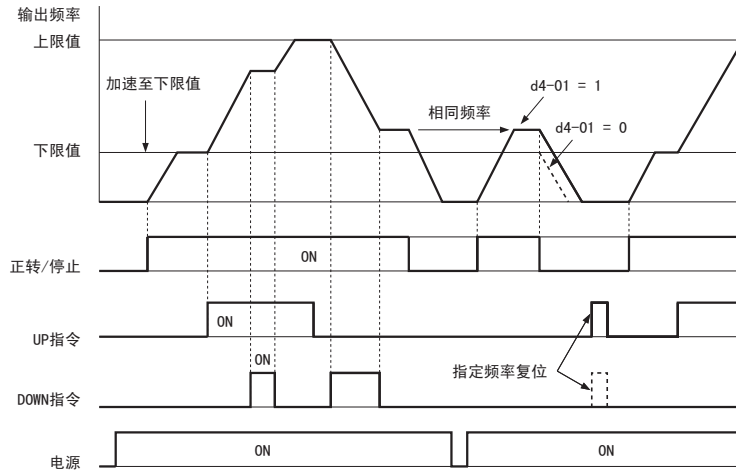 输出频率
上限值
加速至下限值
d4-01 = 1
相同频率
d4-01 = 0
下限值
正转/停止
ON
ON
UP指令
ON
指定频率复位
DOWN指令
ON
ON
电源